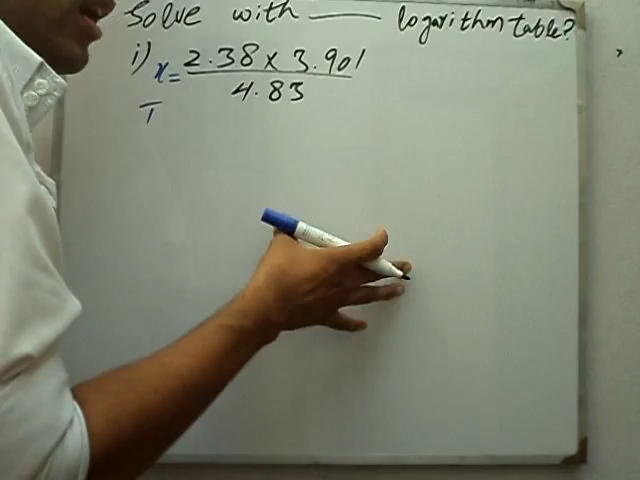 Solve with ——— logarithm table?
i) x = 2.38 x 3.901
4.83
T